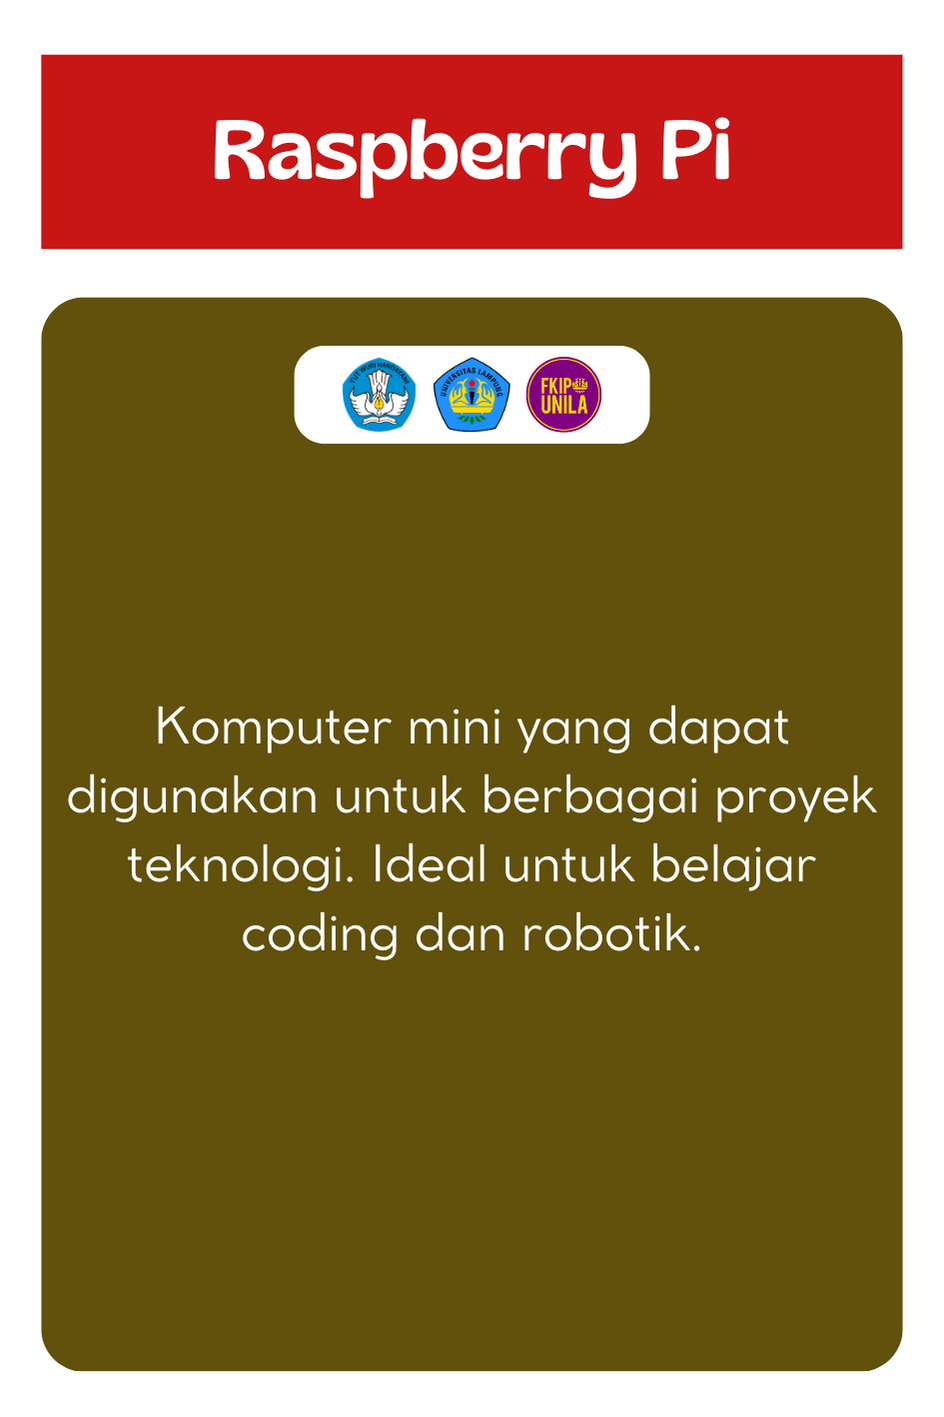 Raspberry Pi
TUT WURI HANDAYANI
UNIVERSITAS LAMPUNG
FKIP
UNILA
Komputer mini yang dapat
digunakan untuk berbagai proyek
teknologi. Ideal untuk belajar
coding dan robotik.